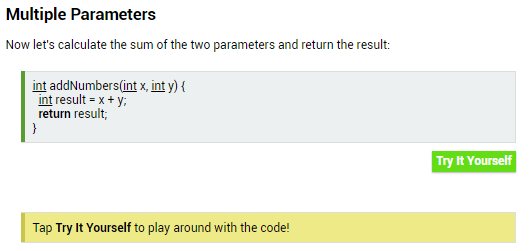 Multiple Parameters
Now let's calculate the sum of the two parameters and return the result:
int addNumbers(int x, int y) {
int result = x + y;
return result;
}
Try It Yourself
Tap Try It Yourself to play around with the code!